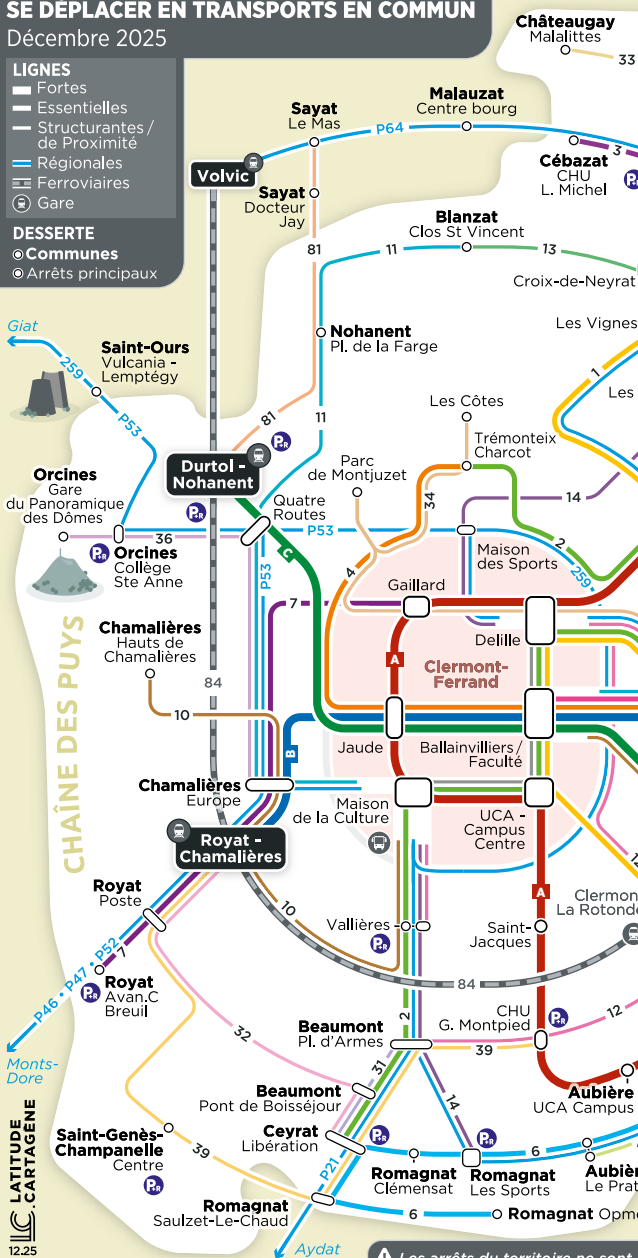 SE DÉPLACER EN TRANSPORTS EN COMMUN
Décembre 2025
LIGNES
Fortes
Essentielles
Structurantes /
de Proximité
Régionales
Ferroviaires
Gare
DESSERTE
Communes
Arrêts principaux
Châteaugay
Malalittes
33
Malauzat
Centre bourg
Sayat
Le Mas
P64
3
Cébazat
CHU
L. Michel
P+R
Volvic
Sayat
Docteur
Jay
Blanzat
Clos St Vincent
81
11
13
Croix-de-Neyrat
Giat
Nohanent
Pl. de la Farge
Les Vignes
Saint-Ours
Vulcania -
Lemptégy
259
1
Les
P53
81
11
Les Côtes
P+R
Trémonteix
Charcot
Durtol -
Nohanent
Parc
de Montjuzet
Orcines
Gare
du Panoramique
des Dômes
34
14
Quatre
Routes
P+R
P53
36
2
P+R
Orcines
Collège
Ste Anne
C
Maison
des Sports
P53
4
259
Gaillard
7
CHAÎNE DES PUYS
Chamalières
Hauts de
Chamalières
Delille
A
Clermont-
Ferrand
84
10
B
Jaude
Ballainvilliers /
Faculté
Chamalières
Europe
Maison
de la Culture
UCA -
Campus
Centre
Royat -
Chamalières
12
Royat
Poste
A
Clermon
La Rotonde
10
Vallières
P+R
Saint-
Jacques
P46 • P47 • P52
7
P+R
Royat
Avan.C
Breuil
84
2
CHU
G. Montpied
P+R
12
32
Beaumont
Pl. d'Armes
39
Monts-
Dore
31
Aubière
UCA Campus
Beaumont
Pont de Boisséjour
14
Saint-Genès-
Champanelle
Centre
P+R
39
Ceyrat
Libération
P+R
P+R
6
P21
Romagnat
Clémensat
Romagnat
Les Sports
Aubièr
Le Prat
Romagnat
Saulzet-Le-Chaud
6
Romagnat Opm
Aydat
LATITUDE
.CARTAGÈNE
12.25
Les arrêts du territoire ne sont